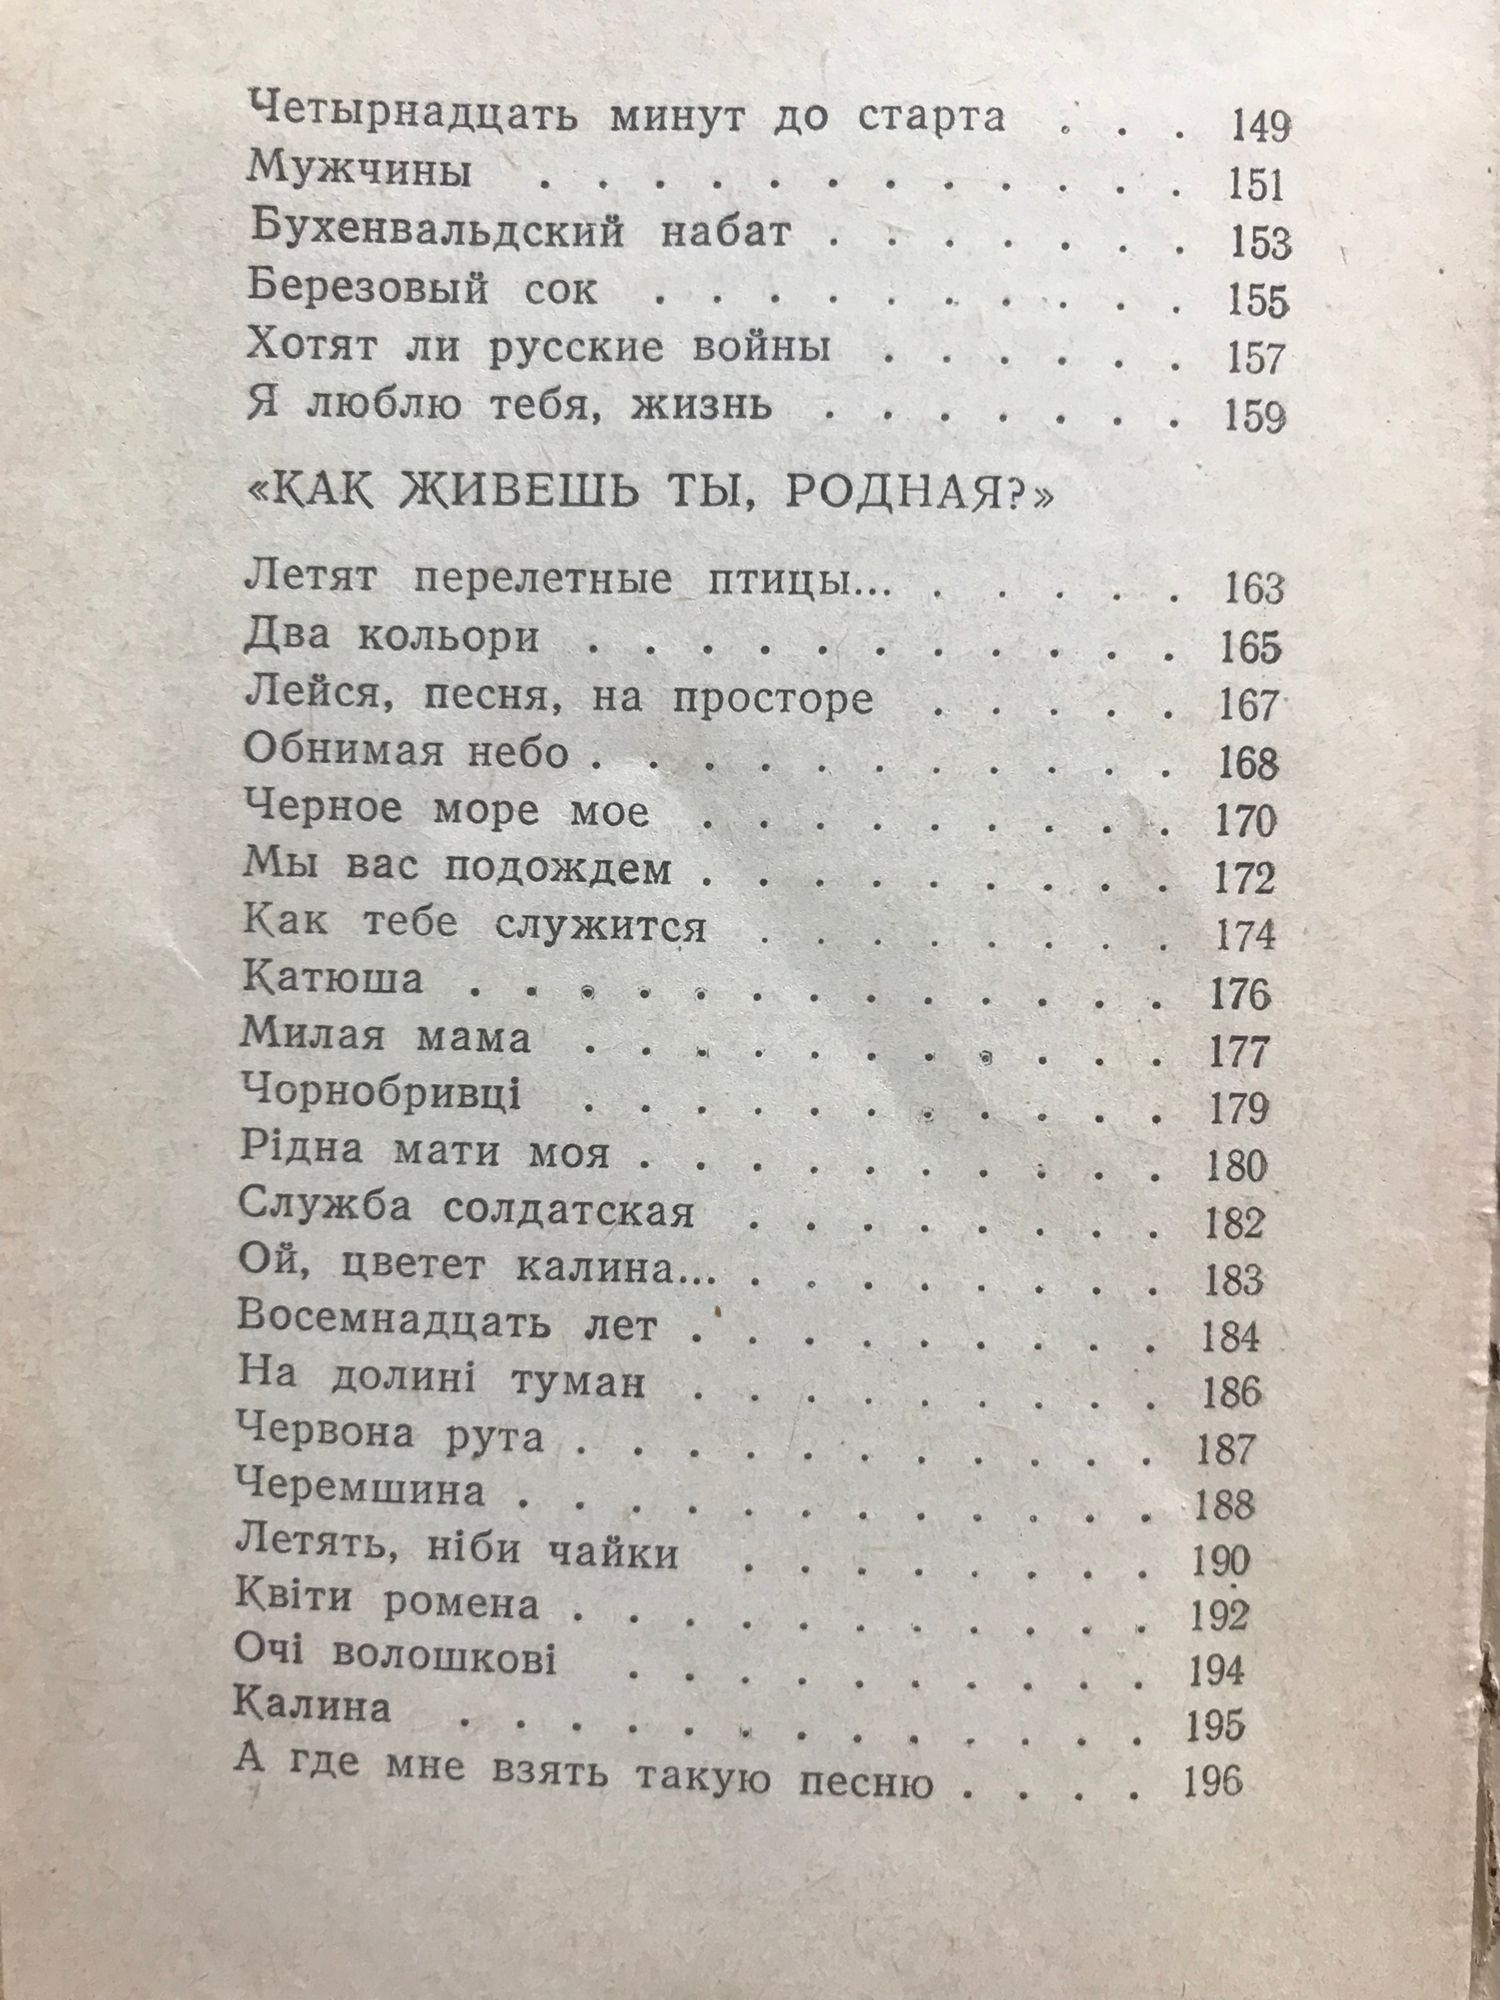 Четырнадцать минут до старта . . . 149
Мужчины . . . . . . . . . . . . 151
Бухенвальдский набат . . . . . . . 153
Березовый сок . . . . . . . . . . 155
Хотят ли русские войны . . . . . . 157
Я люблю тебя, жизнь . . . . . . . 159
«КАК ЖИВЕШЬ ТЫ, РОДНАЯ?»
Летят перелетные птицы... . . . . . 163
Два кольори . . . . . . . . . . . 165
Лейся, песня, на просторе . . . . . 167
Обнимая небо . . . . . . . . . . . 168
Черное море мое . . . . . . . . . 170
Мы вас подождем . . . . . . . . . 172
Как тебе служится . . . . . . . . 174
Катюша . . . . . . . . . . . . . 176
Милая мама . . . . . . . . . . . 177
Чорнобривці . . . . . . . . . . . 179
Рідна мати моя . . . . . . . . . . 180
Служба солдатская . . . . . . . . 182
Ой, цветет калина... . . . . . . . . 183
Восемнадцать лет . . . . . . . . . 184
На долині туман . . . . . . . . . 186
Червона рута . . . . . . . . . . . 187
Черемшина . . . . . . . . . . . . 188
Летять, ніби чайки . . . . . . . . 190
Квіти ромена . . . . . . . . . . . 192
Очі волошкові . . . . . . . . . . 194
Калина . . . . . . . . . . . . . 195
А где мне взять такую песню . . . . 196